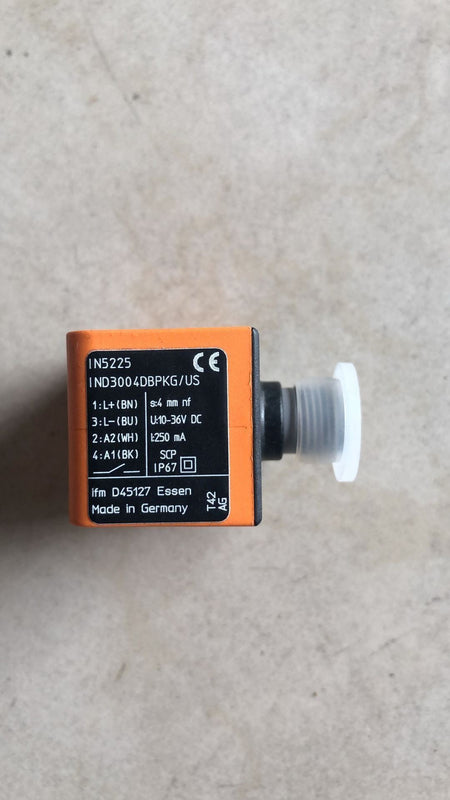 IN5225
CE
IND3004DBPKG/US
1:L+(BN)
3:L-(BU)
2:A2(WH)
4:A1(BK)
s:4 mm nf
U:10-36V DC
I:250 mA
SCP
IP67
ifm D45127 Essen
Made in Germany
T42
AG